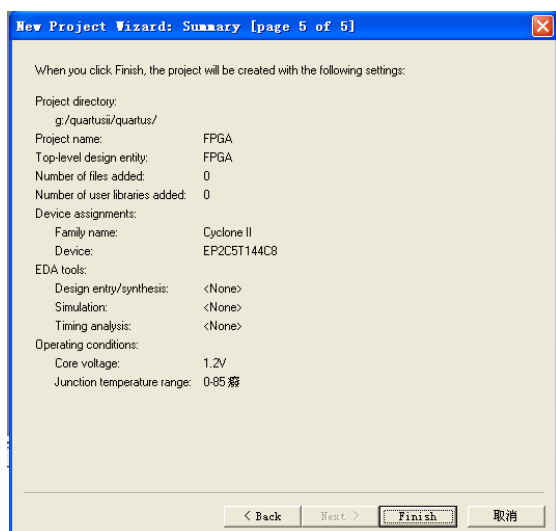 New Project Wizard: Summary [page 5 of 5]
When you click Finish, the project will be created with the following settings:
Project directory:
g:/quartusii/quartus/
Project name: FPGA
Top-level design entity: FPGA
Number of files added: 0
Number of user libraries added: 0
Device assignments:
Family name: Cyclone II
Device: EP2C5T144C8
EDA tools:
Design entry/synthesis: <None>
Simulation: <None>
Timing analysis: <None>
Operating conditions:
Core voltage: 1.2V
Junction temperature range: 0-85 癈
< Back Next > Finish 取消